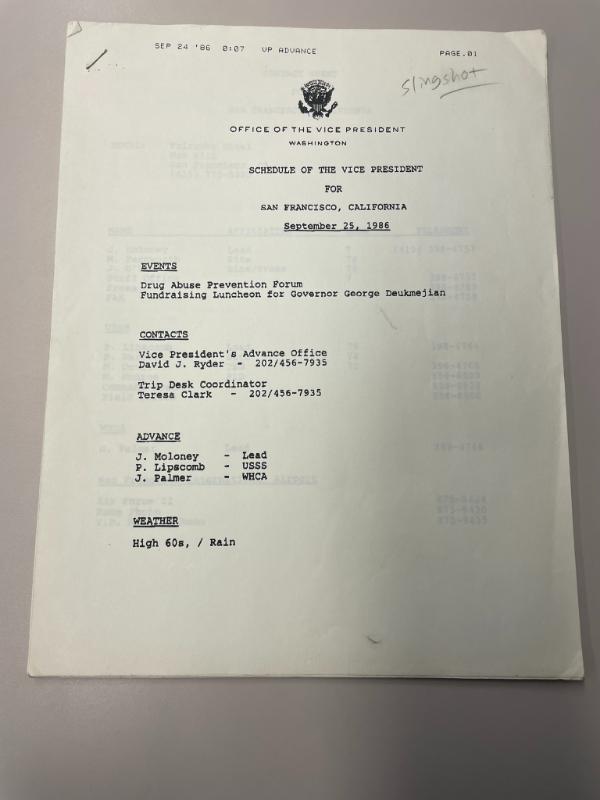 SEP 24 '86 0:07 VP ADVANCE PAGE.01
slingshot
OFFICE OF THE VICE PRESIDENT
WASHINGTON
SCHEDULE OF THE VICE PRESIDENT
FOR
SAN FRANCISCO, CALIFORNIA
September 25, 1986
EVENTS
Drug Abuse Prevention Forum
Fundraising Luncheon for Governor George Deukmejian
CONTACTS
Vice President's Advance Office
David J. Ryder - 202/456-7935
Trip Desk Coordinator
Teresa Clark - 202/456-7935
ADVANCE
J. Moloney - Lead
P. Lipscomb - USSS
J. Palmer - WHCA
WEATHER
High 60s, / Rain